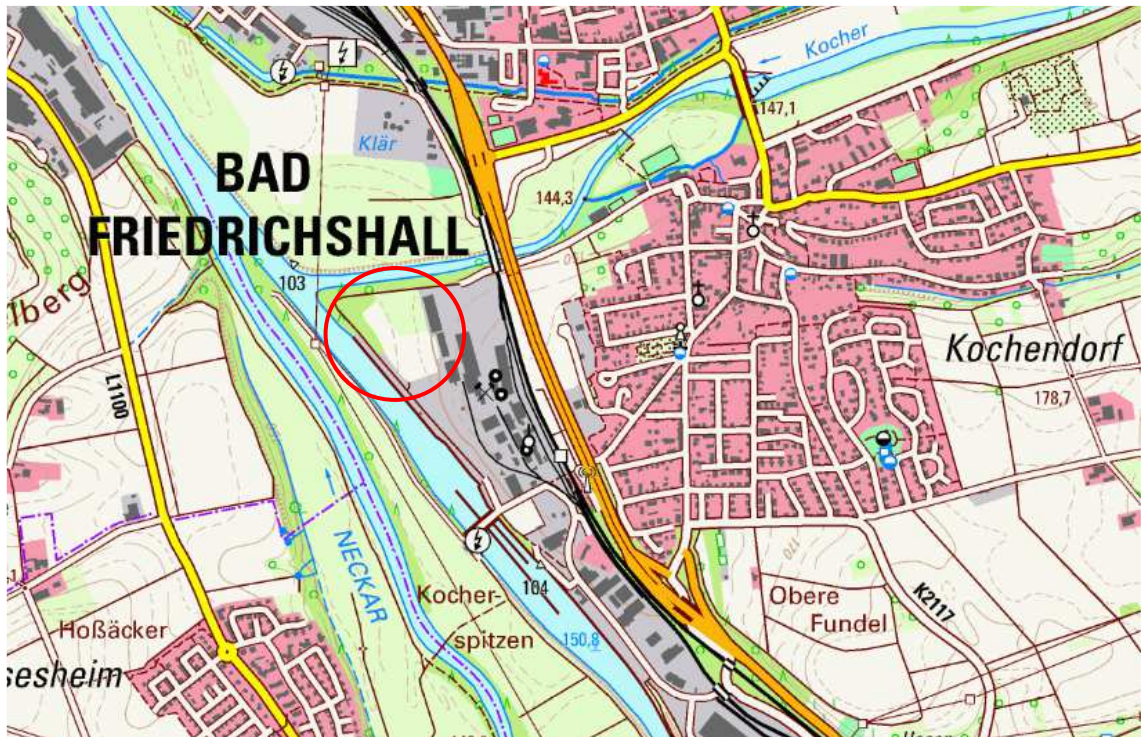 Kocher
147,1
Klär
BAD
FRIEDRICHSHALL
144,3
103
lberg
Kochendorf
178,7
L1100
NECKAR
104
Kocher-
spitzen
150,8
Hoßäcker
sesheim
Obere
Fundel
K2117
170